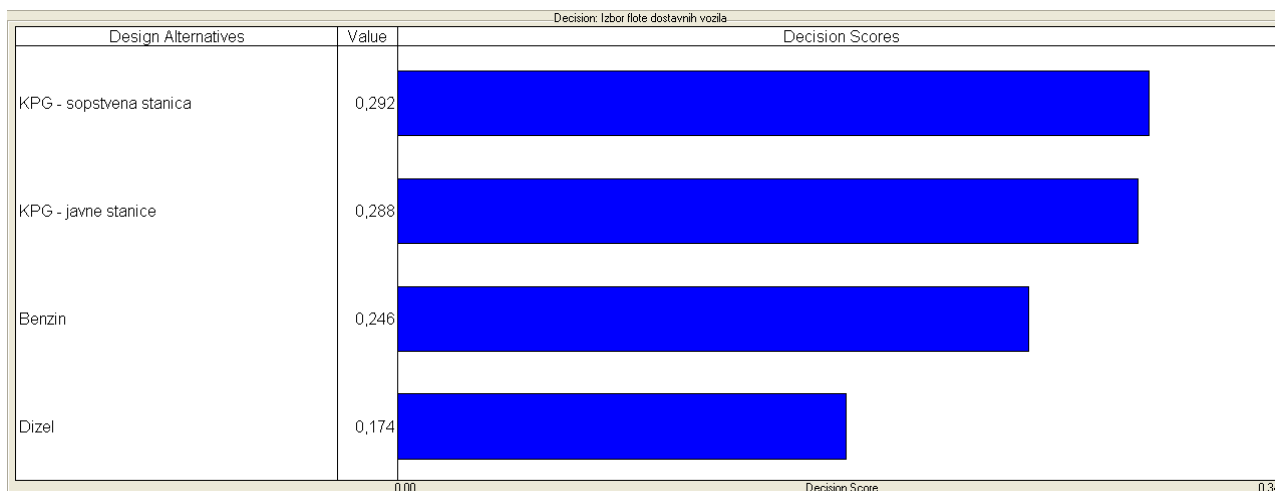 Decision: Izbor flote dostavnih vozila
Design Alternatives Value Decision Scores
KPG - sopstvena stanica 0,292
KPG - javne stanice 0,288
Benzin 0,246
Dizel 0,174
0.00 Decision Score